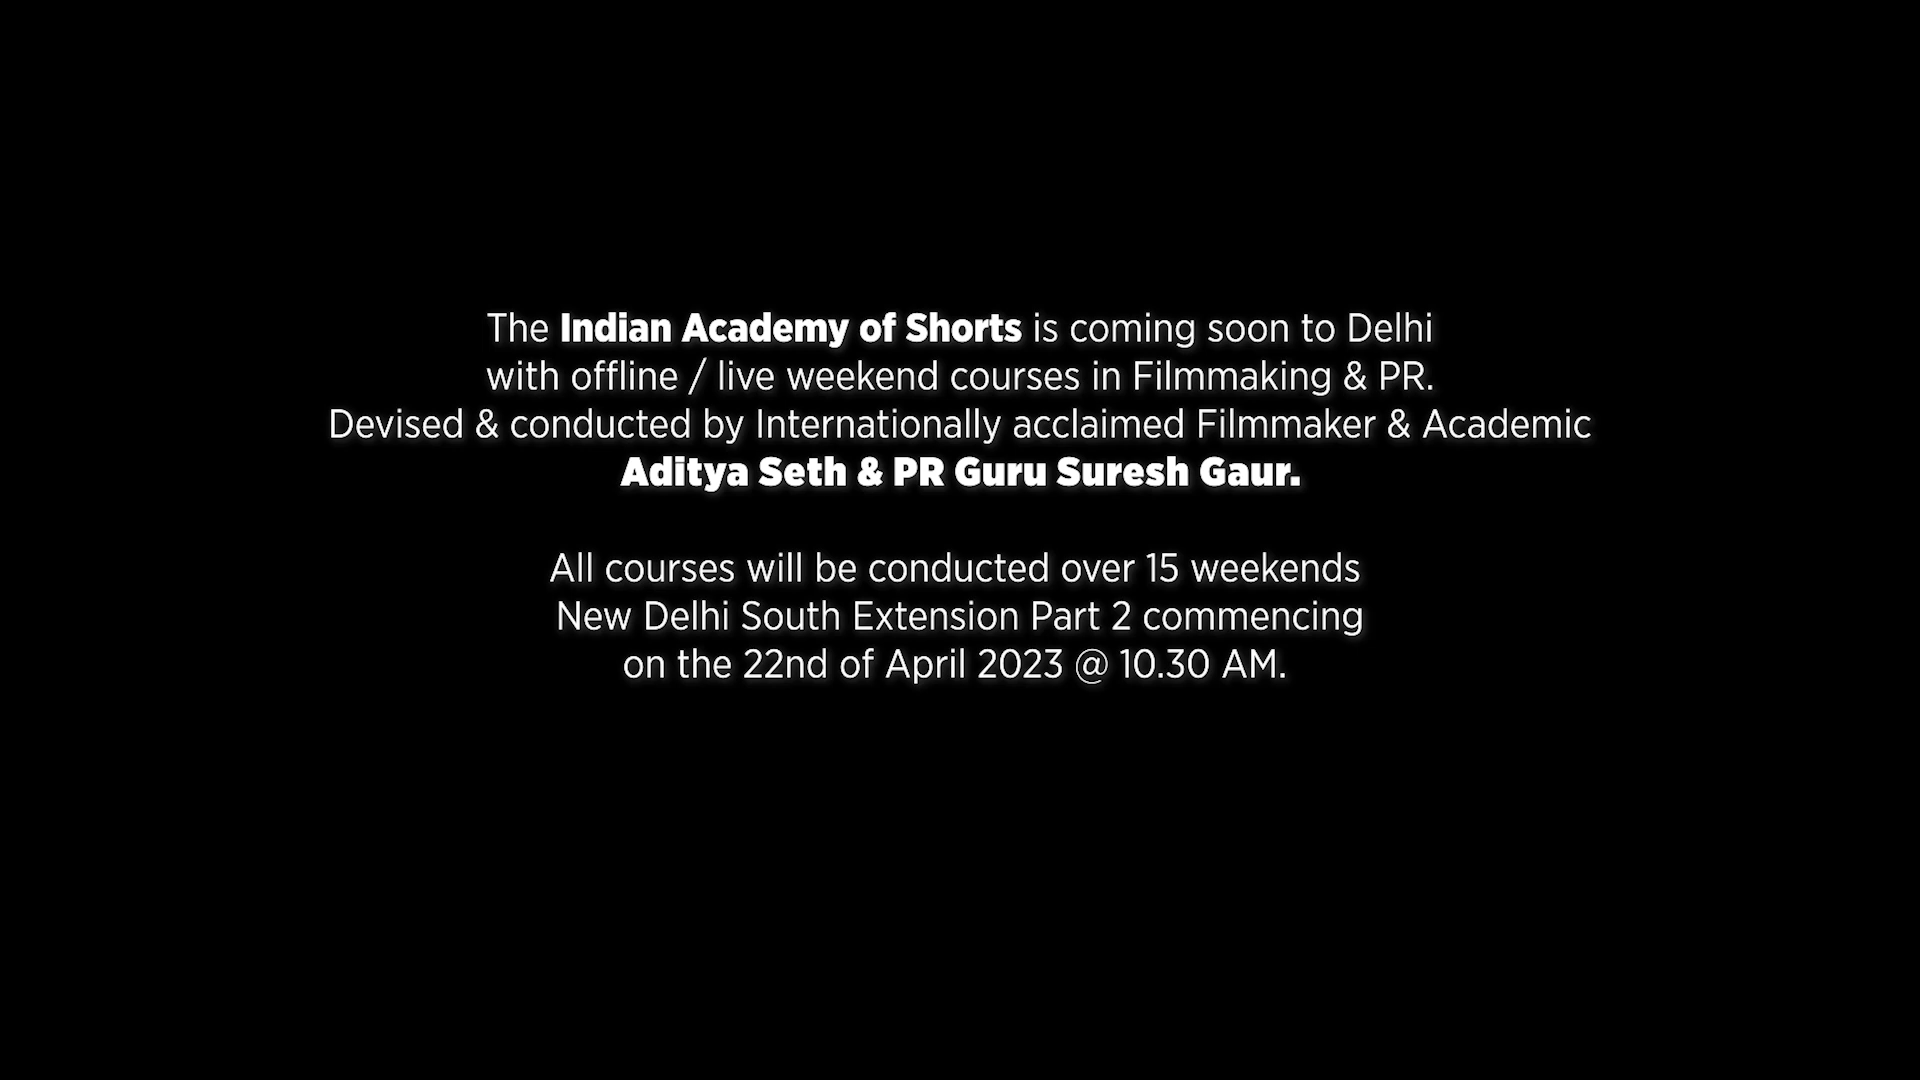 The Indian Academy of Shorts is coming soon to Delhi
with offline / live weekend courses in Filmmaking & PR.
Devised & conducted by Internationally acclaimed Filmmaker & Academic
Aditya Seth & PR Guru Suresh Gaur.
All courses will be conducted over 15 weekends
New Delhi South Extension Part 2 commencing
on the 22nd of April 2023 @ 10.30 AM.